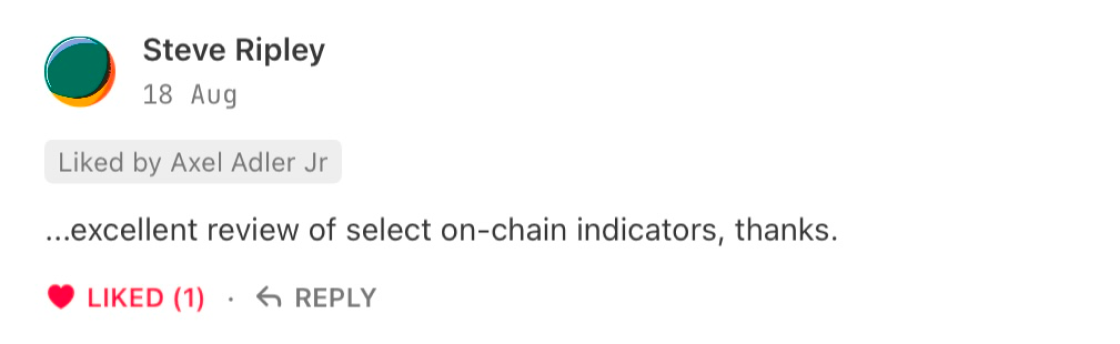 Steve Ripley
18 Aug
Liked by Axel Adler Jr
...excellent review of select on-chain indicators, thanks.
LIKED (1) · REPLY